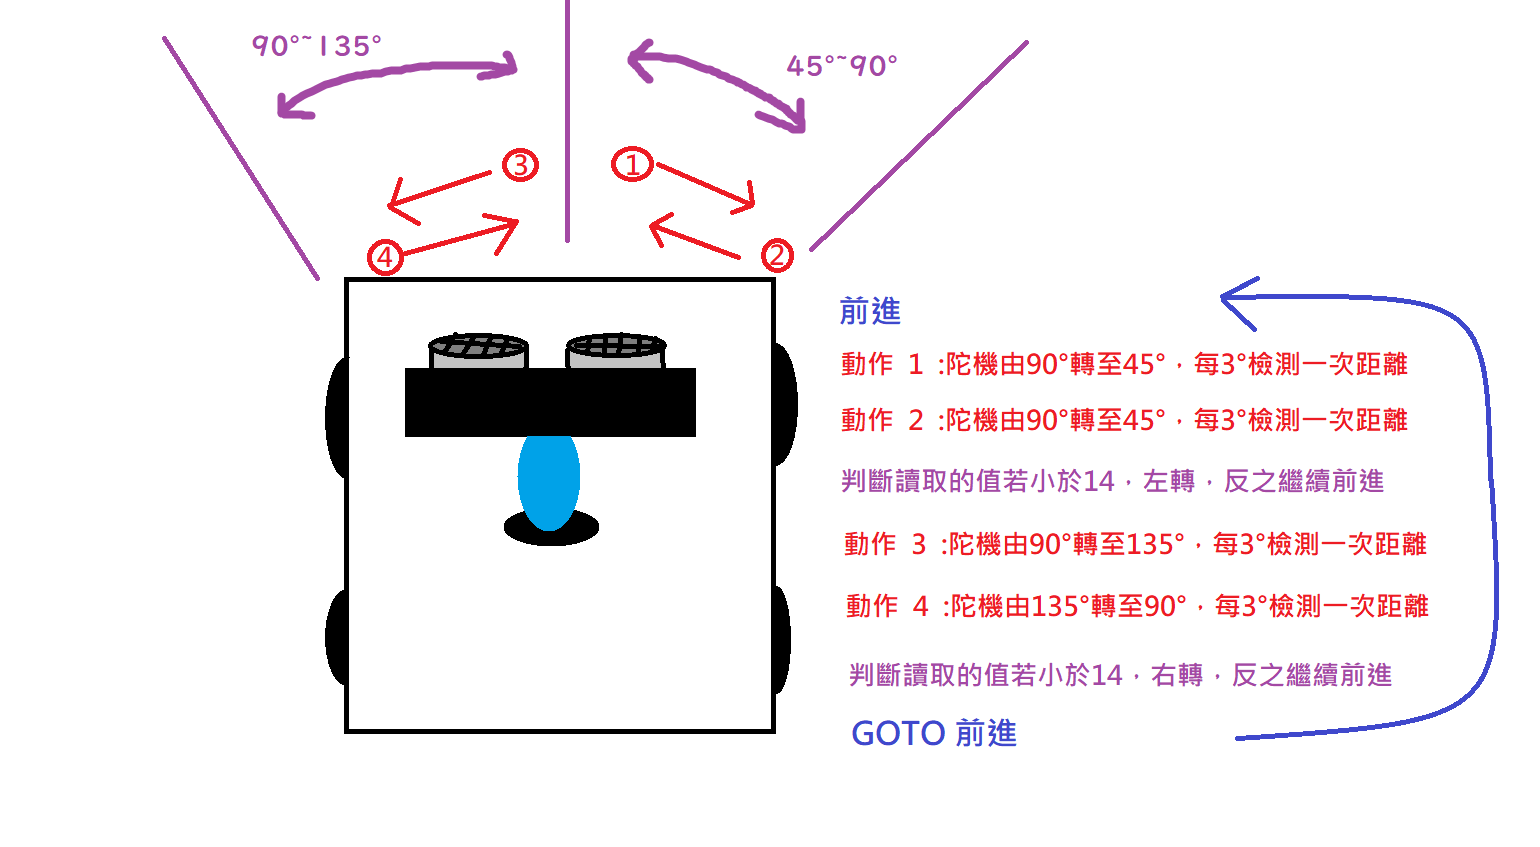 90°~135°
45°~90°
③
①
④
②
前進
動作 1 :陀機由90°轉至45°，每3°檢測一次距離
動作 2 :陀機由90°轉至45°，每3°檢測一次距離
判斷讀取的值若小於14，左轉，反之繼續前進
動作 3 :陀機由90°轉至135°，每3°檢測一次距離
動作 4 :陀機由135°轉至90°，每3°檢測一次距離
判斷讀取的值若小於14，右轉，反之繼續前進
GOTO 前進